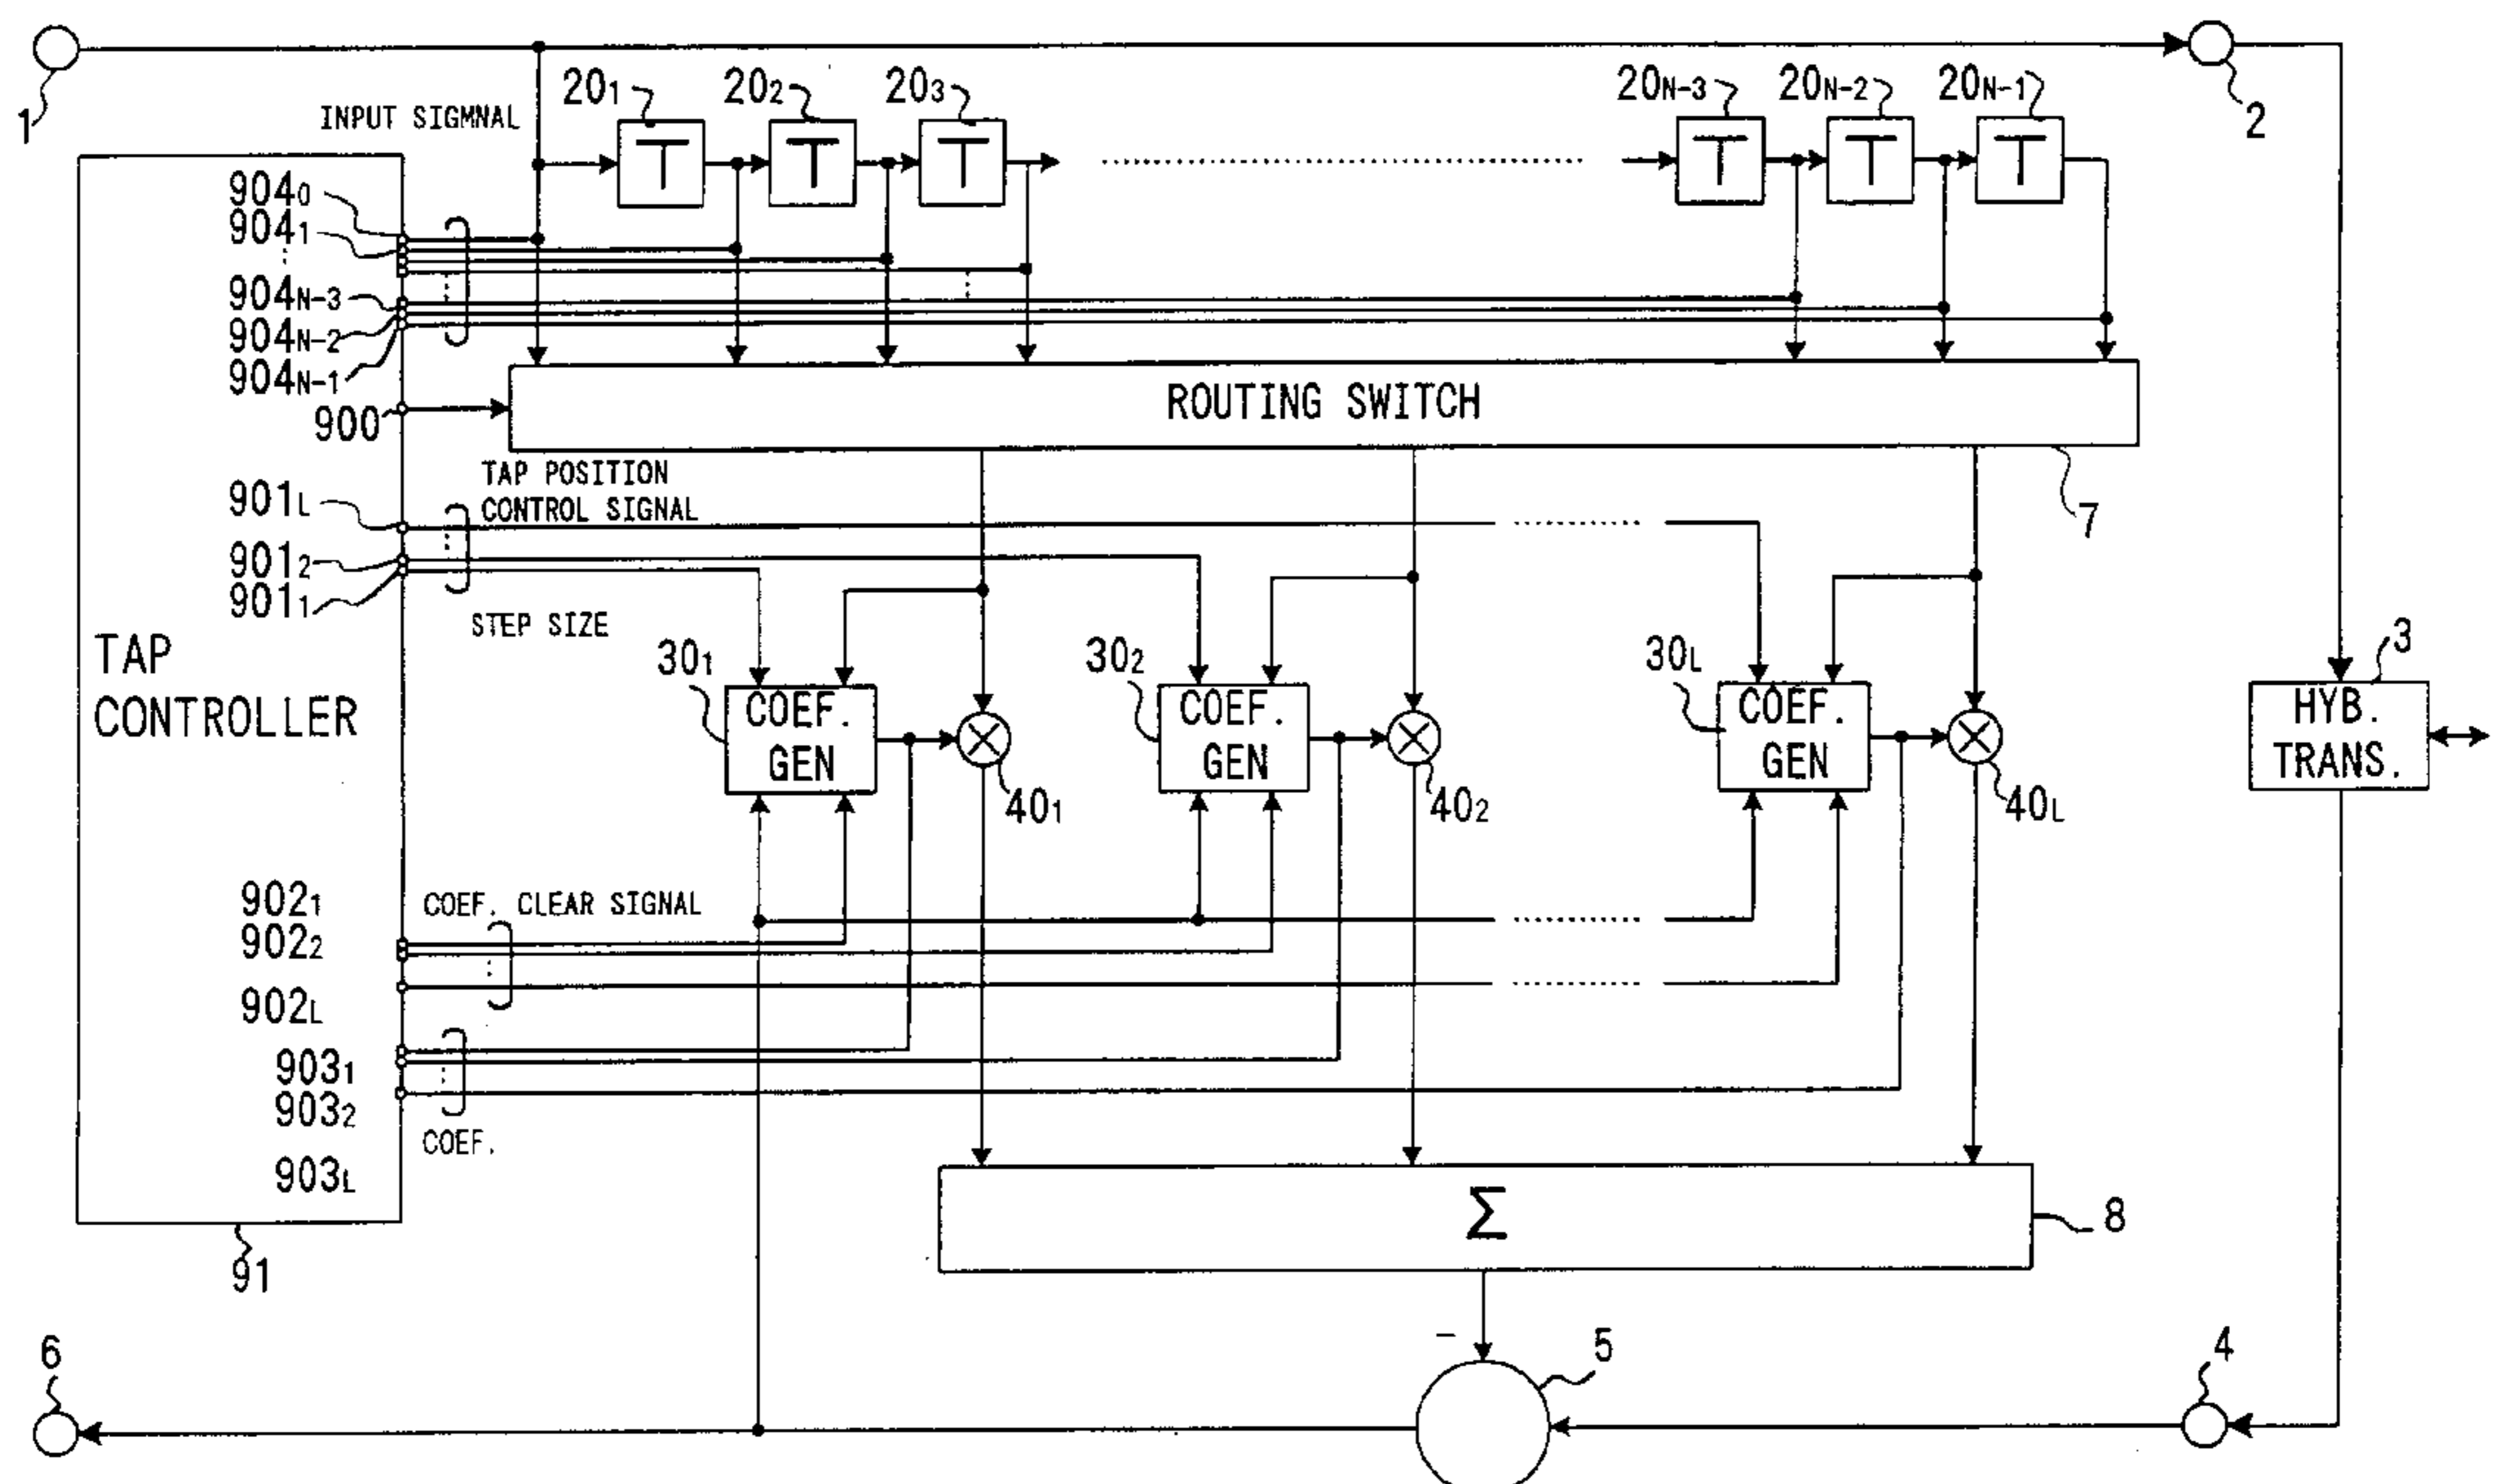 1
2
INPUT SIGMNAL
20₁
20₂
20₃
20N-3
20N-2
20N-1
T
T
T
T
T
T
904₀
904₁
904N-3
904N-2
904N-1
900
ROUTING SWITCH
7
TAP POSITION
CONTROL SIGNAL
901L
901₂
901₁
STEP SIZE
TAP
CONTROLLER
30₁
COEF.
GEN
40₁
30₂
COEF.
GEN
40₂
30L
COEF.
GEN
40L
3
HYB.
TRANS.
902₁
902₂
902L
COEF. CLEAR SIGNAL
903₁
903₂
903L
COEF.
91
Σ
8
−
5
6
4